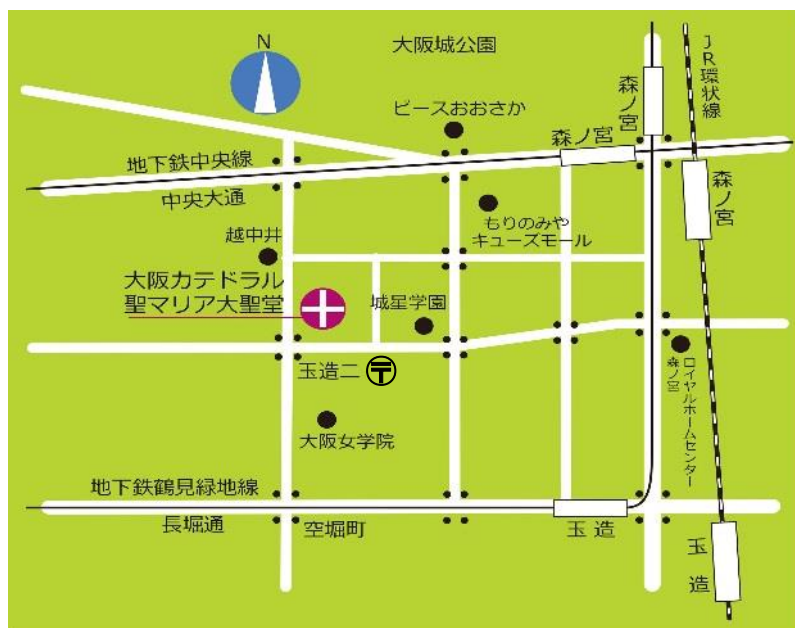 N
大阪城公園
JR環状線
森ノ宮
ピースおおさか
森ノ宮
地下鉄中央線
中央大通
森ノ宮
もりのみや
キューズモール
越中井
大阪カテドラル
聖マリア大聖堂
城星学園
玉造二
〒
ロイヤルホームセンター
森ノ宮
大阪女学院
地下鉄鶴見緑地線
長堀通
空堀町
玉造
玉造